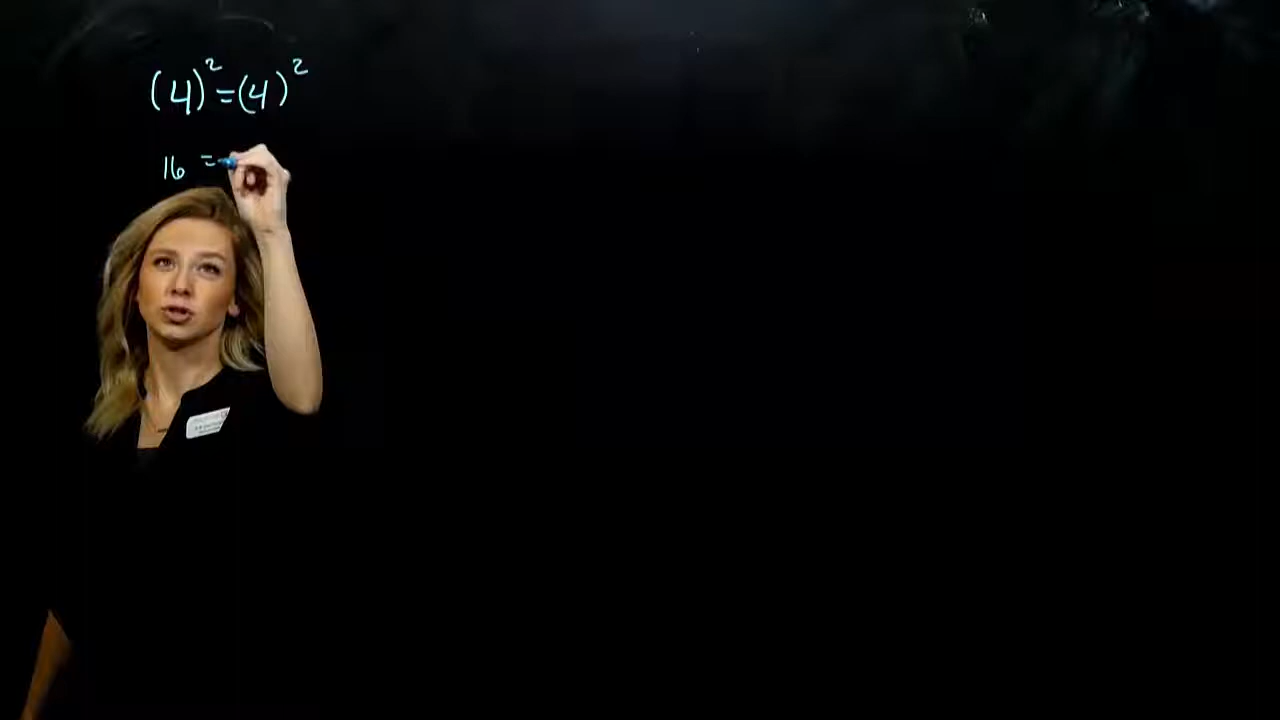 (4)² = (4)²
16 =